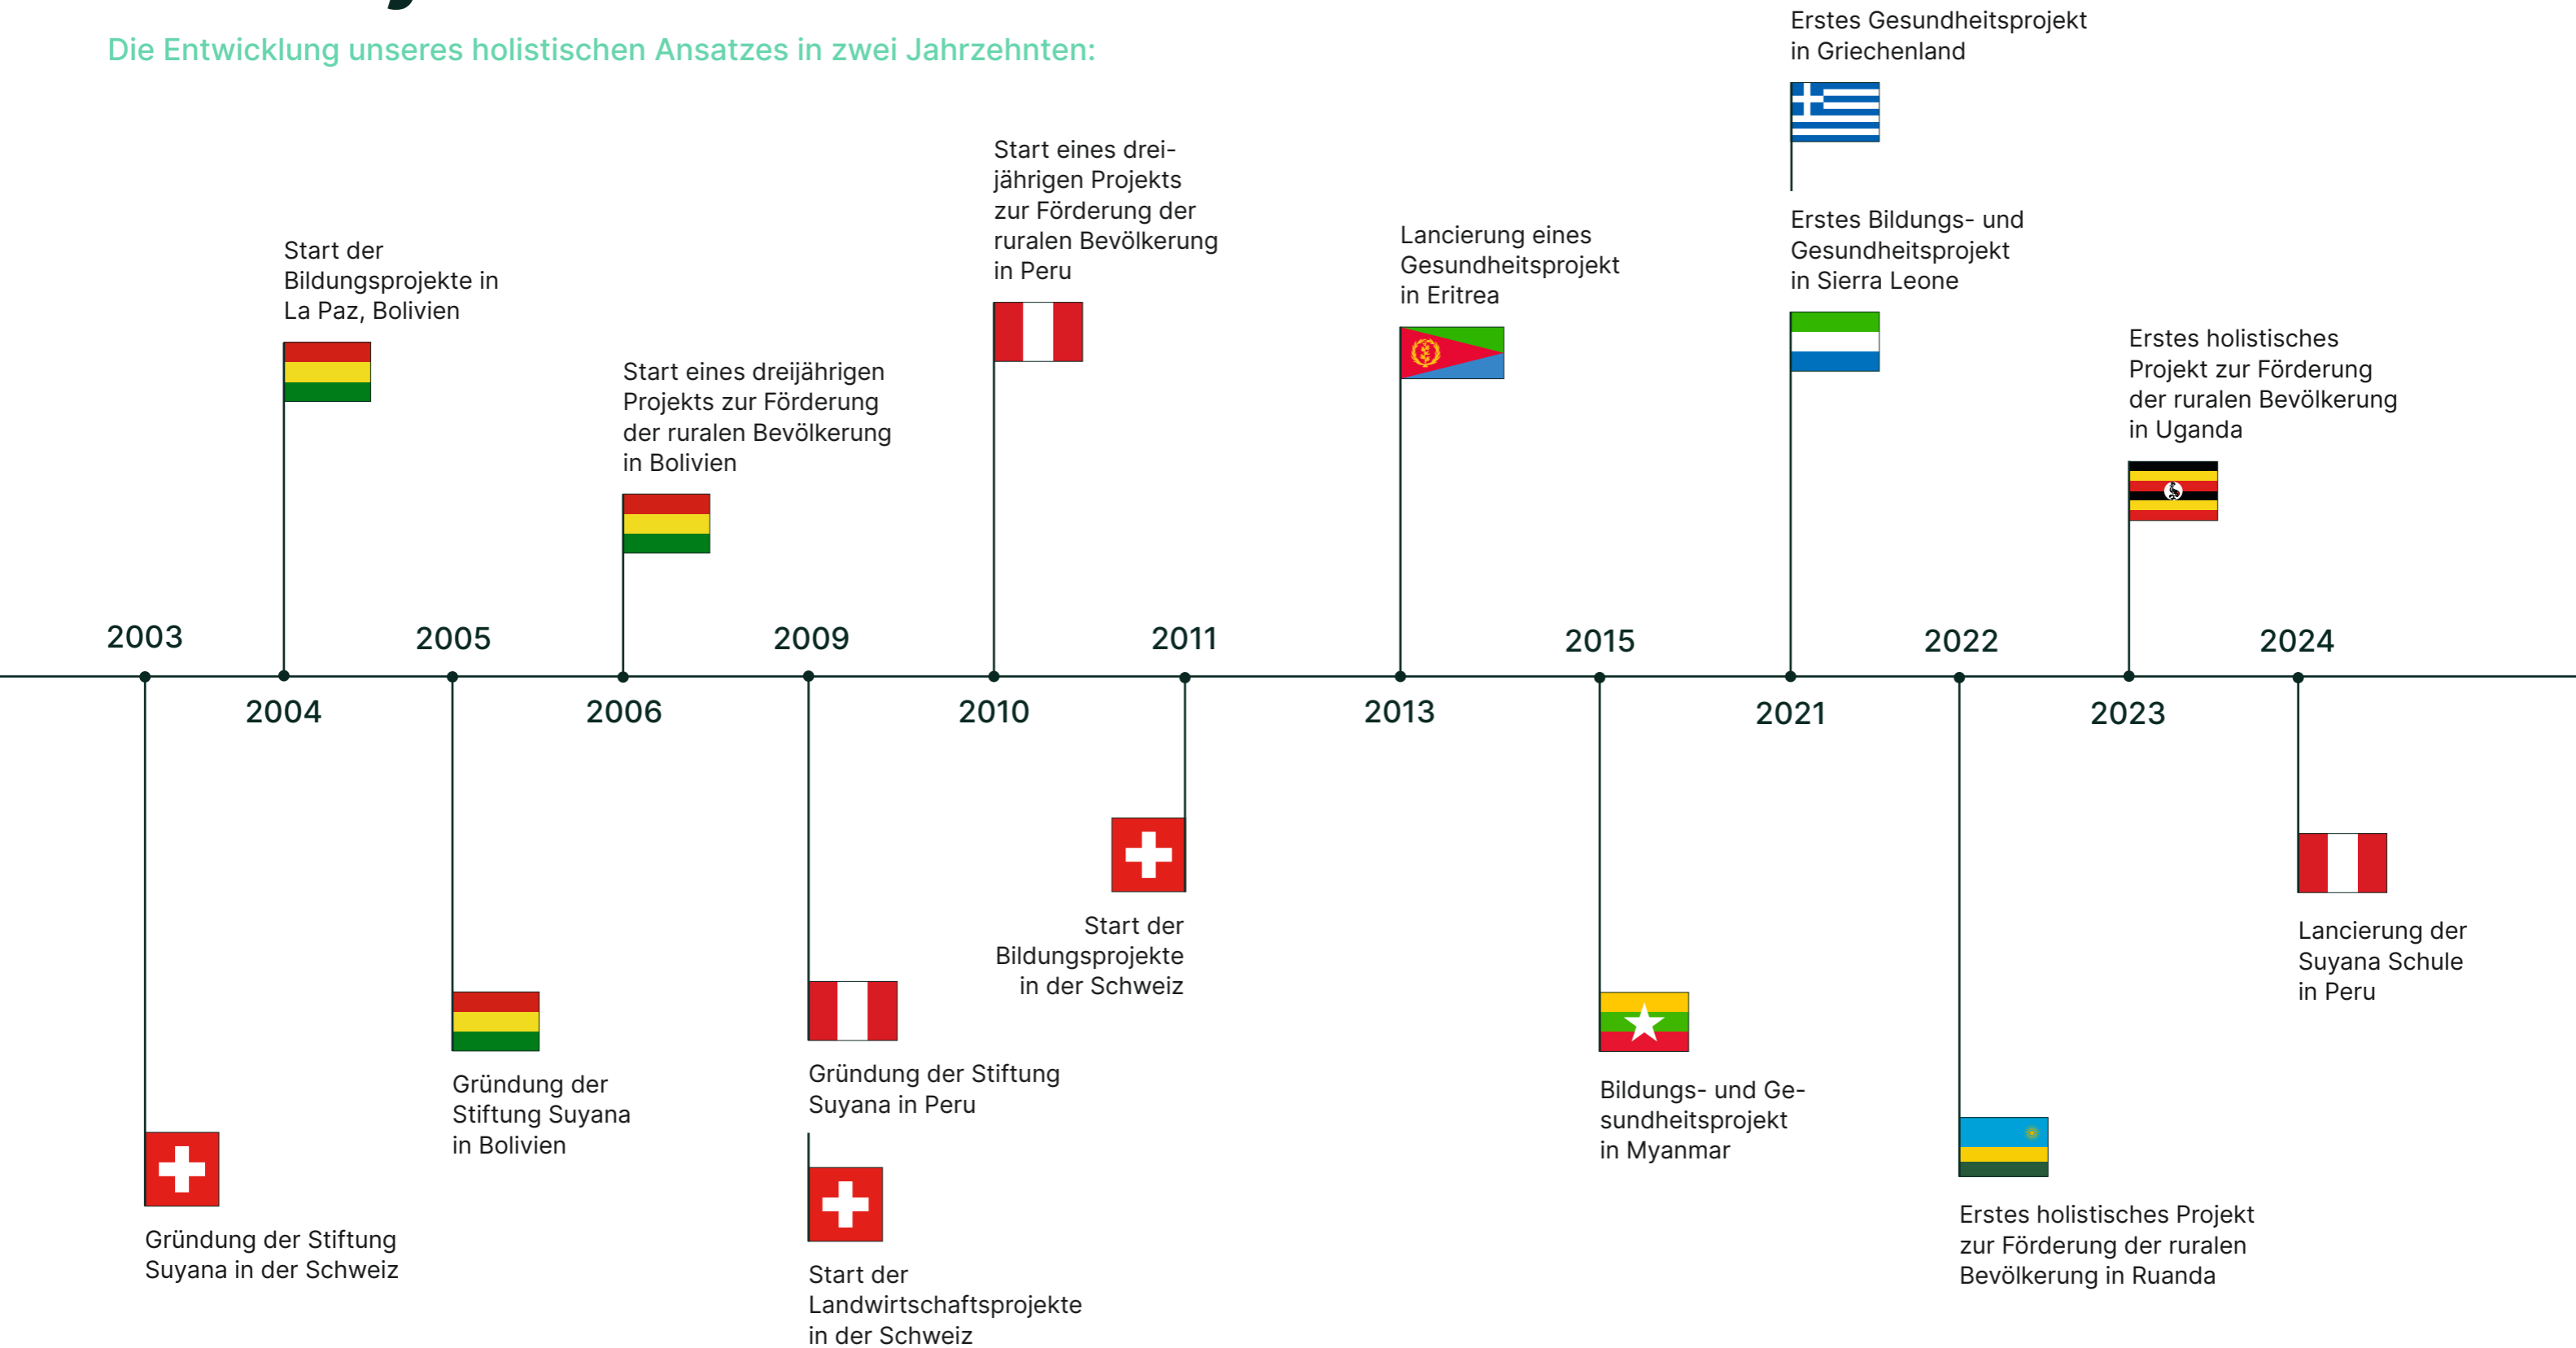 Die Entwicklung unseres holistischen Ansatzes in zwei Jahrzehnten:
2003
Gründung der Stiftung
Suyana in der Schweiz
Start der
Bildungsprojekte in
La Paz, Bolivien
2004
2005
Gründung der
Stiftung Suyana
in Bolivien
Start eines dreijährigen
Projekts zur Förderung
der ruralen Bevölkerung
in Bolivien
2006
2009
Gründung der Stiftung
Suyana in Peru
Start der
Landwirtschaftsprojekte
in der Schweiz
Start eines drei-
jährigen Projekts
zur Förderung der
ruralen Bevölkerung
in Peru
2010
2011
Start der
Bildungsprojekte
in der Schweiz
Lancierung eines
Gesundheitsprojekt
in Eritrea
2013
2015
Bildungs- und Ge-
sundheitsprojekt
in Myanmar
Erstes Gesundheitsprojekt
in Griechenland
Erstes Bildungs- und
Gesundheitsprojekt
in Sierra Leone
2021
2022
Erstes holistisches Projekt
zur Förderung der ruralen
Bevölkerung in Ruanda
Erstes holistisches
Projekt zur Förderung
der ruralen Bevölkerung
in Uganda
2023
2024
Lancierung der
Suyana Schule
in Peru